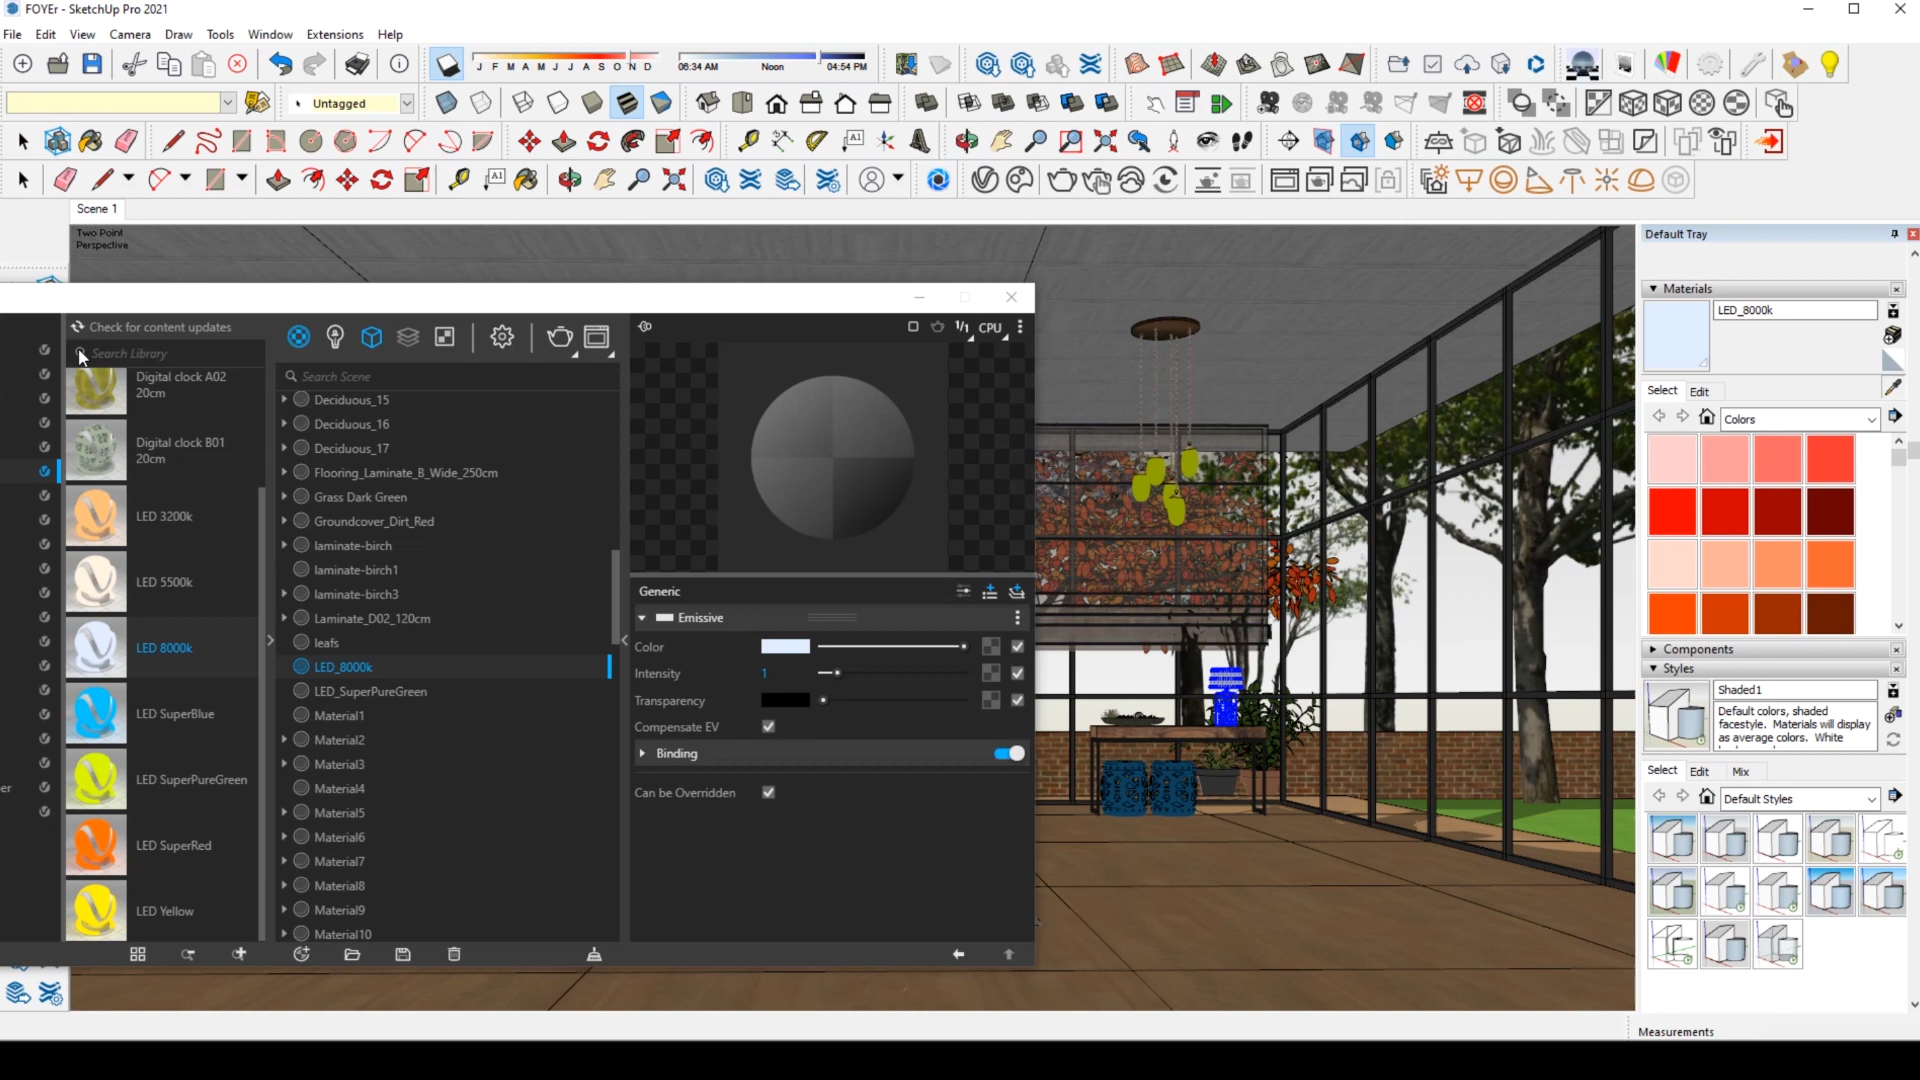 FOYEr - SketchUp Pro 2021
File Edit View Camera Draw Tools Window Extensions Help
J F M A M J J A S O N D
06:34 AM Noon 04:54 PM
Untagged
Scene 1
Two Point
Perspective
Default Tray
Materials
LED_8000k
Select Edit
Colors
Components
Styles
Shaded1
Default colors, shaded
facestyle. Materials will display
as average colors. White
Select Edit Mix
Default Styles
Measurements
Check for content updates
Search Library
Digital clock A02
20cm
Digital clock B01
20cm
LED 3200k
LED 5500k
LED 8000k
LED SuperBlue
LED SuperPureGreen
LED SuperRed
LED Yellow
er
Search Scene
Deciduous_15
Deciduous_16
Deciduous_17
Flooring_Laminate_B_Wide_250cm
Grass Dark Green
Groundcover_Dirt_Red
laminate-birch
laminate-birch1
laminate-birch3
Laminate_D02_120cm
leafs
LED_8000k
LED_SuperPureGreen
Material1
Material2
Material3
Material4
Material5
Material6
Material7
Material8
Material9
Material10
1/1 CPU
Generic
Emissive
Color
Intensity 1
Transparency
Compensate EV
Binding
Can be Overridden